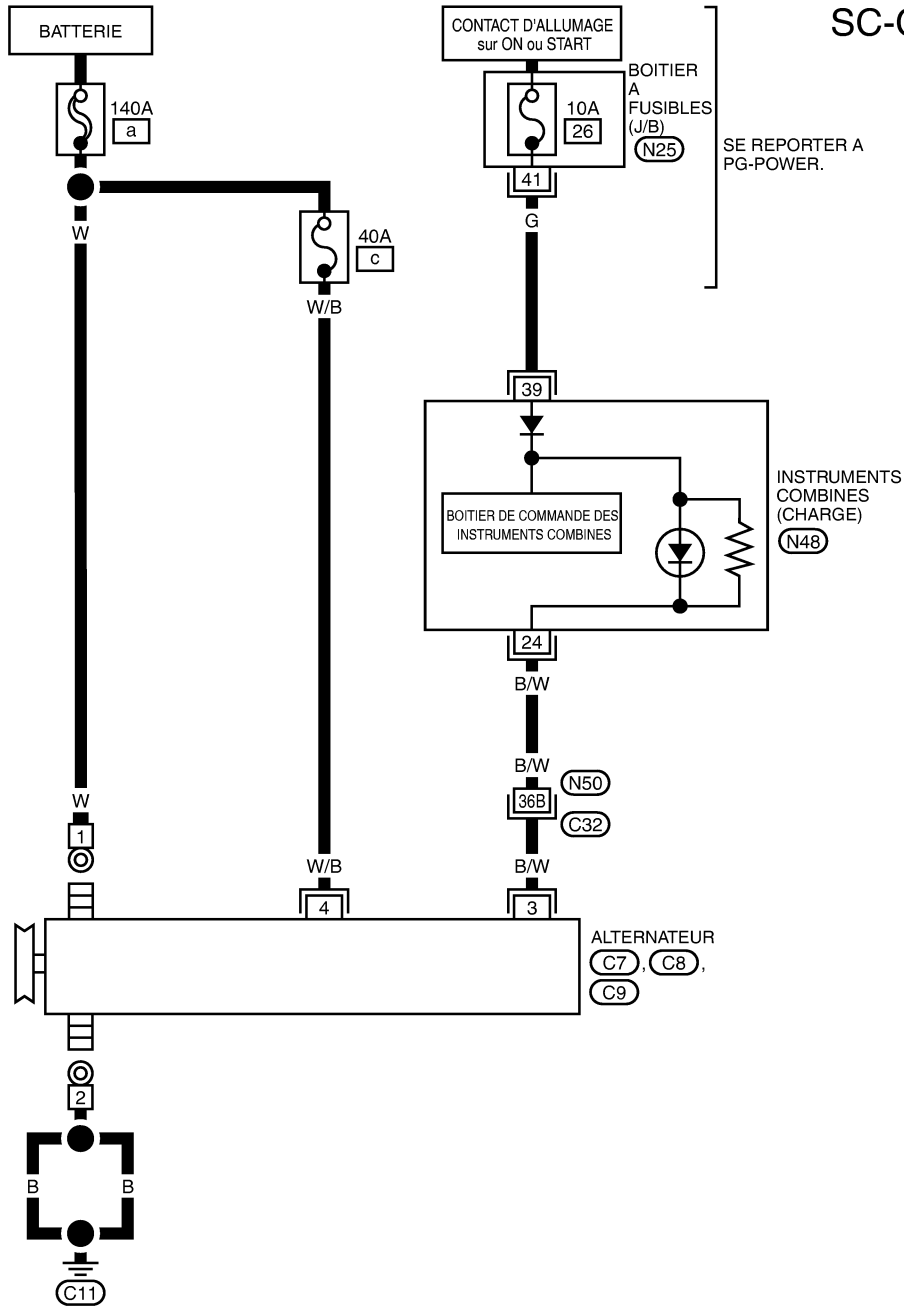 SC-C
BATTERIE
CONTACT D'ALLUMAGE
sur ON ou START
140A
a
10A
26
BOITIER
A
FUSIBLES
(J/B)
N25
SE REPORTER A
PG-POWER.
41
G
W
40A
c
W/B
39
INSTRUMENTS
COMBINES
(CHARGE)
N48
BOITIER DE COMMANDE DES
INSTRUMENTS COMBINES
24
B/W
B/W
N50
36B
C32
W
1
W/B
B/W
4
3
ALTERNATEUR
C7 , C8 ,
C9
2
B
B
C11